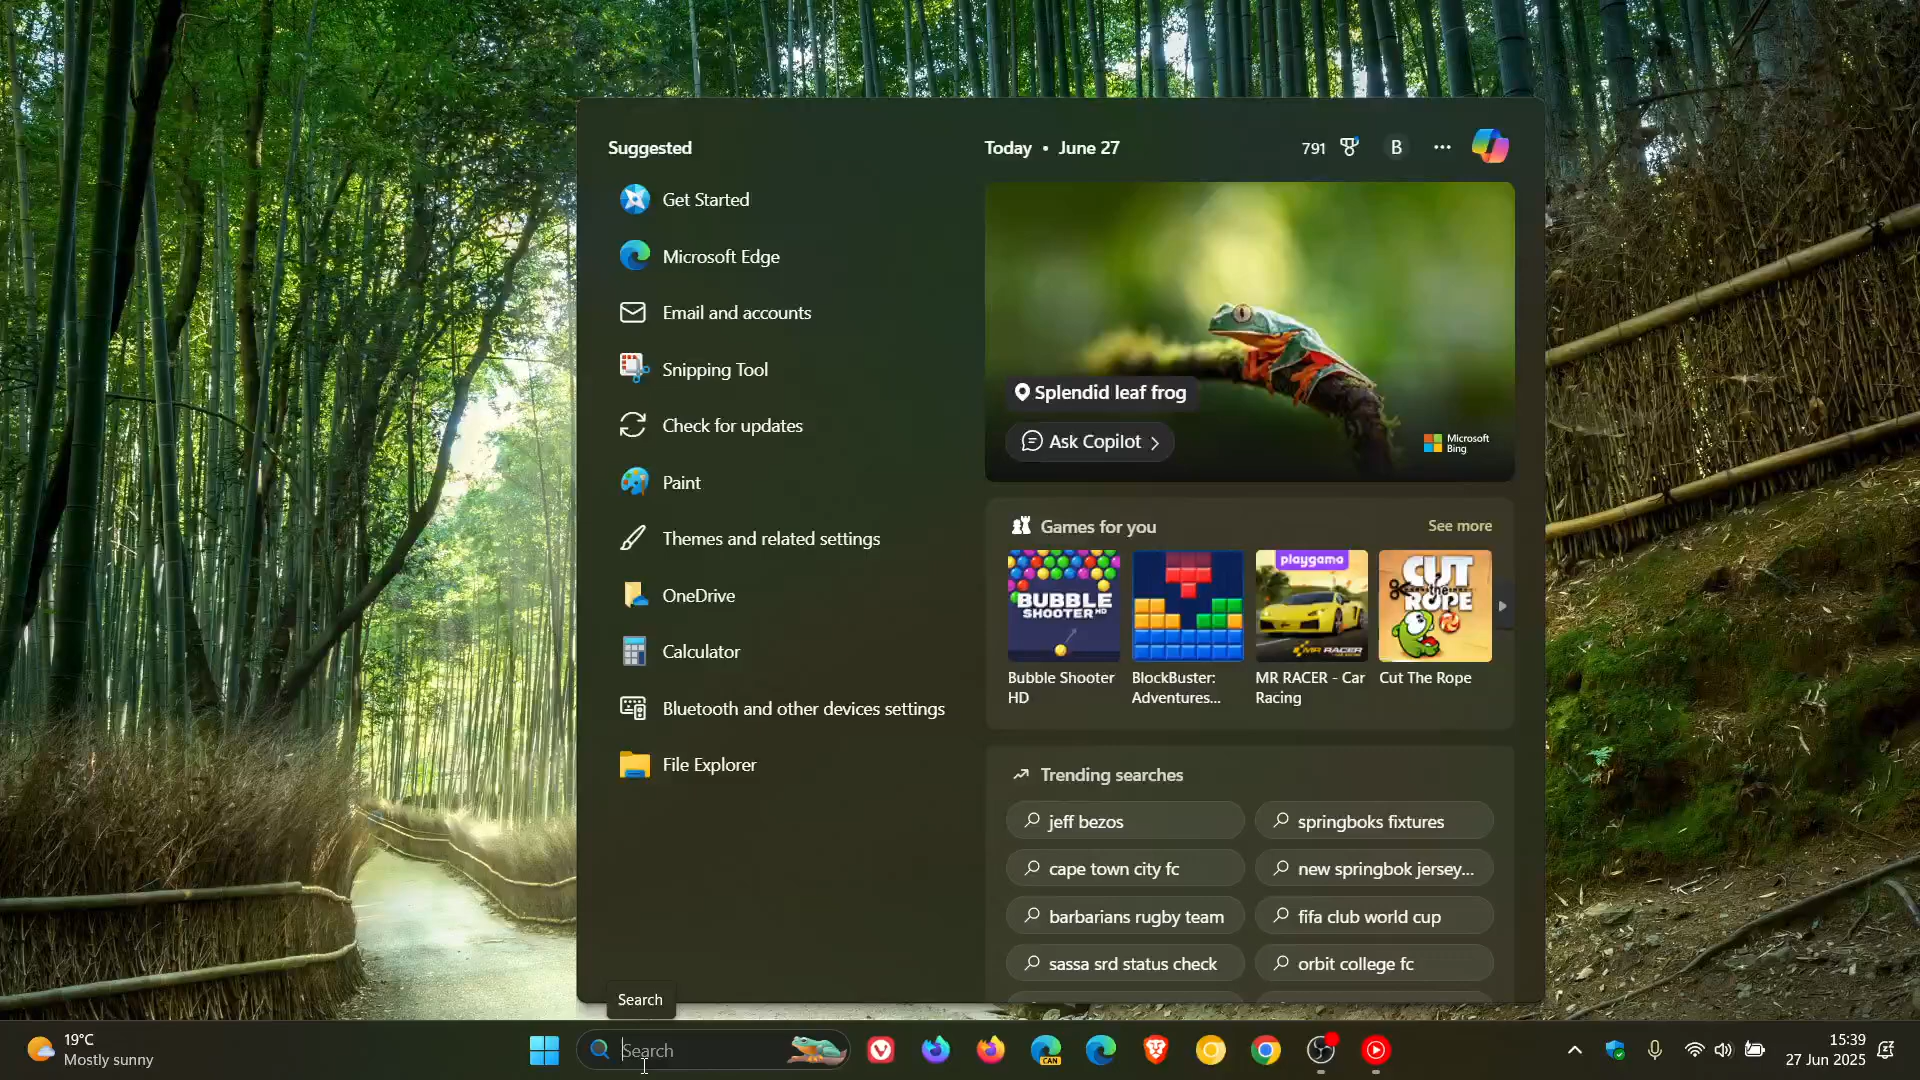 Suggested
Get Started
Microsoft Edge
Email and accounts
Snipping Tool
Check for updates
Paint
Themes and related settings
OneDrive
Calculator
Bluetooth and other devices settings
File Explorer
Today • June 27
791
B
Splendid leaf frog
Ask Copilot
Microsoft
Bing
Games for you
See more
BUBBLE
SHOOTER HD
playgama
MR RACER
CUT
the
ROPE
Bubble Shooter
HD
BlockBuster:
Adventures...
MR RACER - Car
Racing
Cut The Rope
Trending searches
jeff bezos
springboks fixtures
cape town city fc
new springbok jersey...
barbarians rugby team
fifa club world cup
sassa srd status check
orbit college fc
Search
19°C
Mostly sunny
Search
CAN
15:39
27 Jun 2025